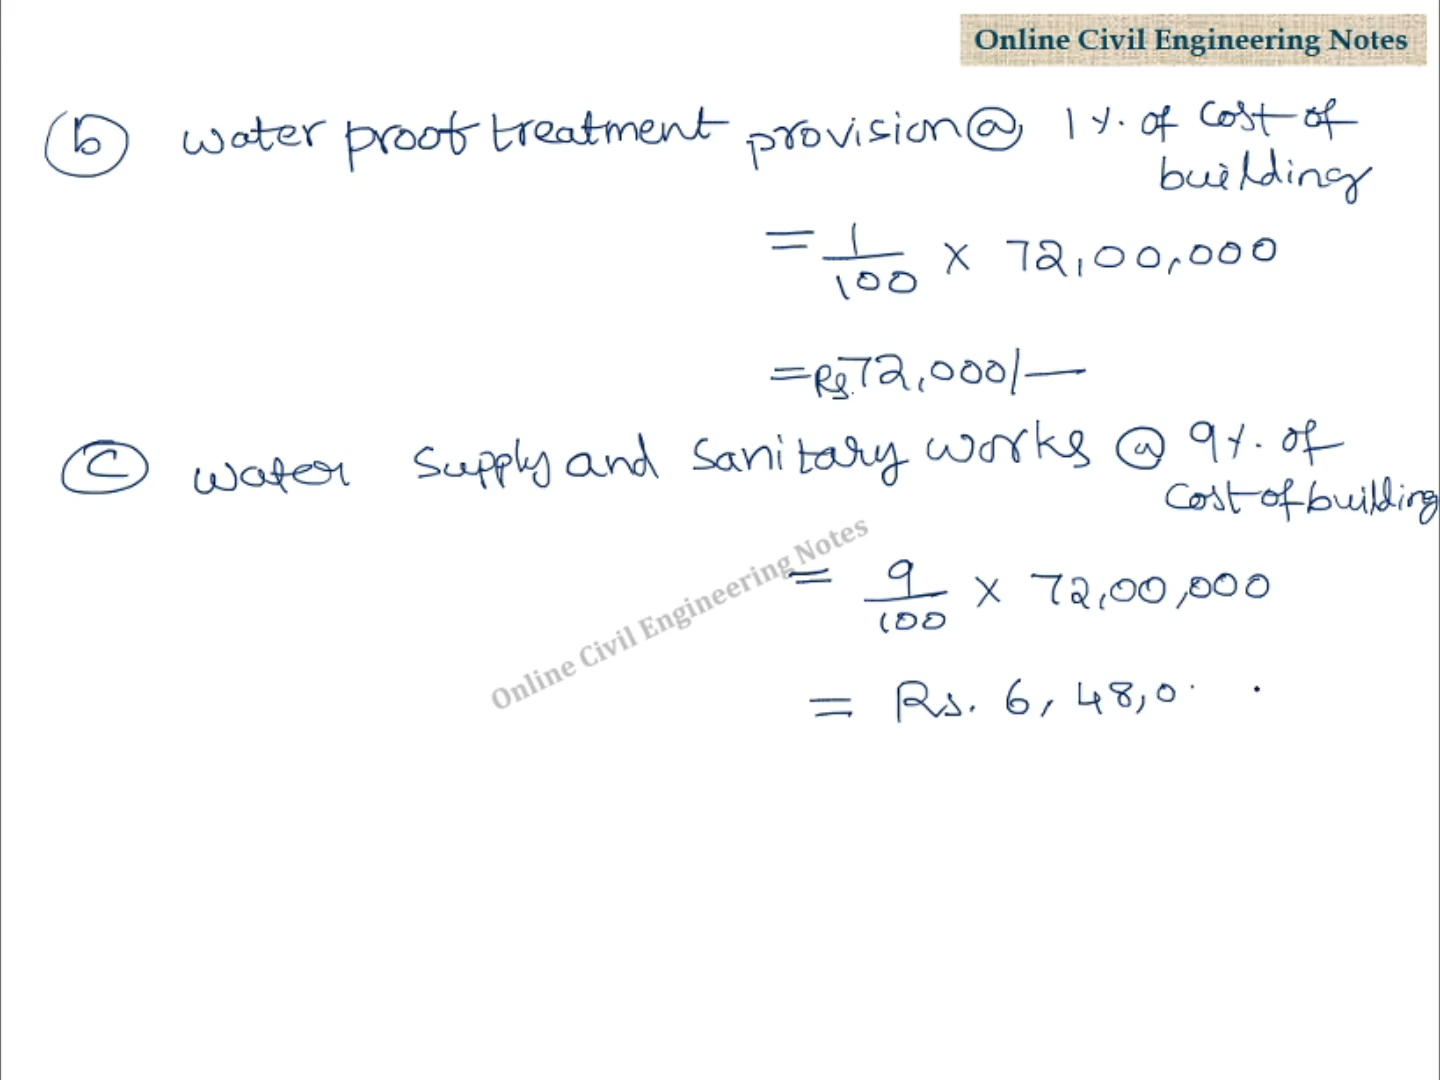 Online Civil Engineering Notes
(b) water proof treatment provision @ 1 %. of cost of
building
= 1/100 × 72,00,000
= Rs.72,000/—
(c) water supply and sanitary works @ 9%. of
cost of building
= 9/100 × 72,00,000
Online Civil Engineering Notes
= Rs. 6,48,0